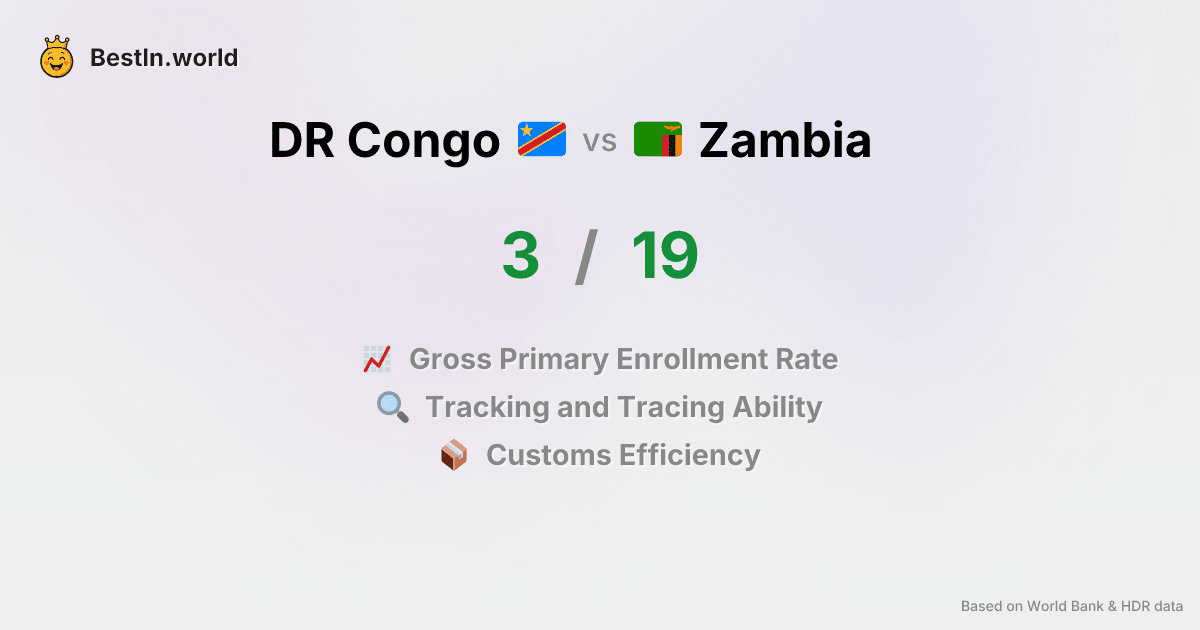 BestIn.world
DR Congo vs Zambia
3 / 19
Gross Primary Enrollment Rate
Tracking and Tracing Ability
Customs Efficiency
Based on World Bank & HDR data